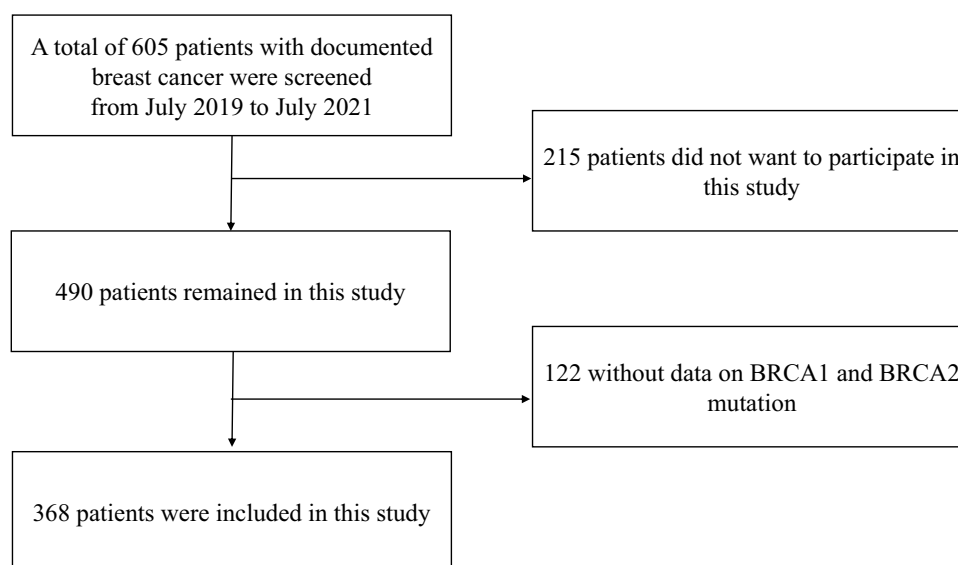 A total of 605 patients with documented
breast cancer were screened
from July 2019 to July 2021
215 patients did not want to participate in
this study
490 patients remained in this study
122 without data on BRCA1 and BRCA2
mutation
368 patients were included in this study